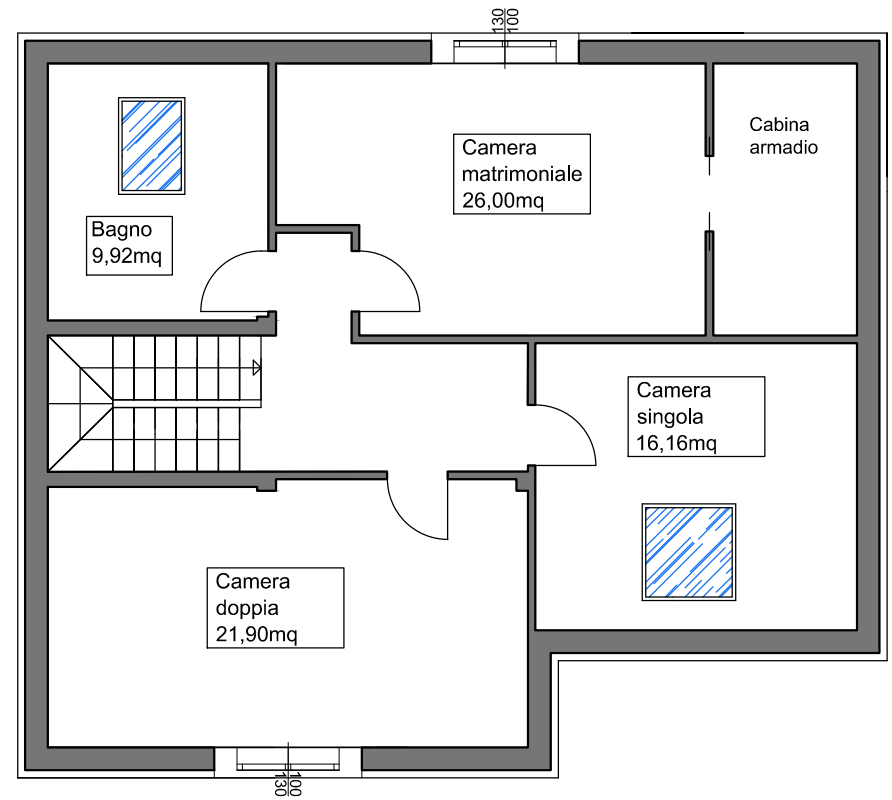 130
100
Cabina
armadio
Camera
matrimoniale
26,00mq
Bagno
9,92mq
Camera
singola
16,16mq
Camera
doppia
21,90mq
130
100